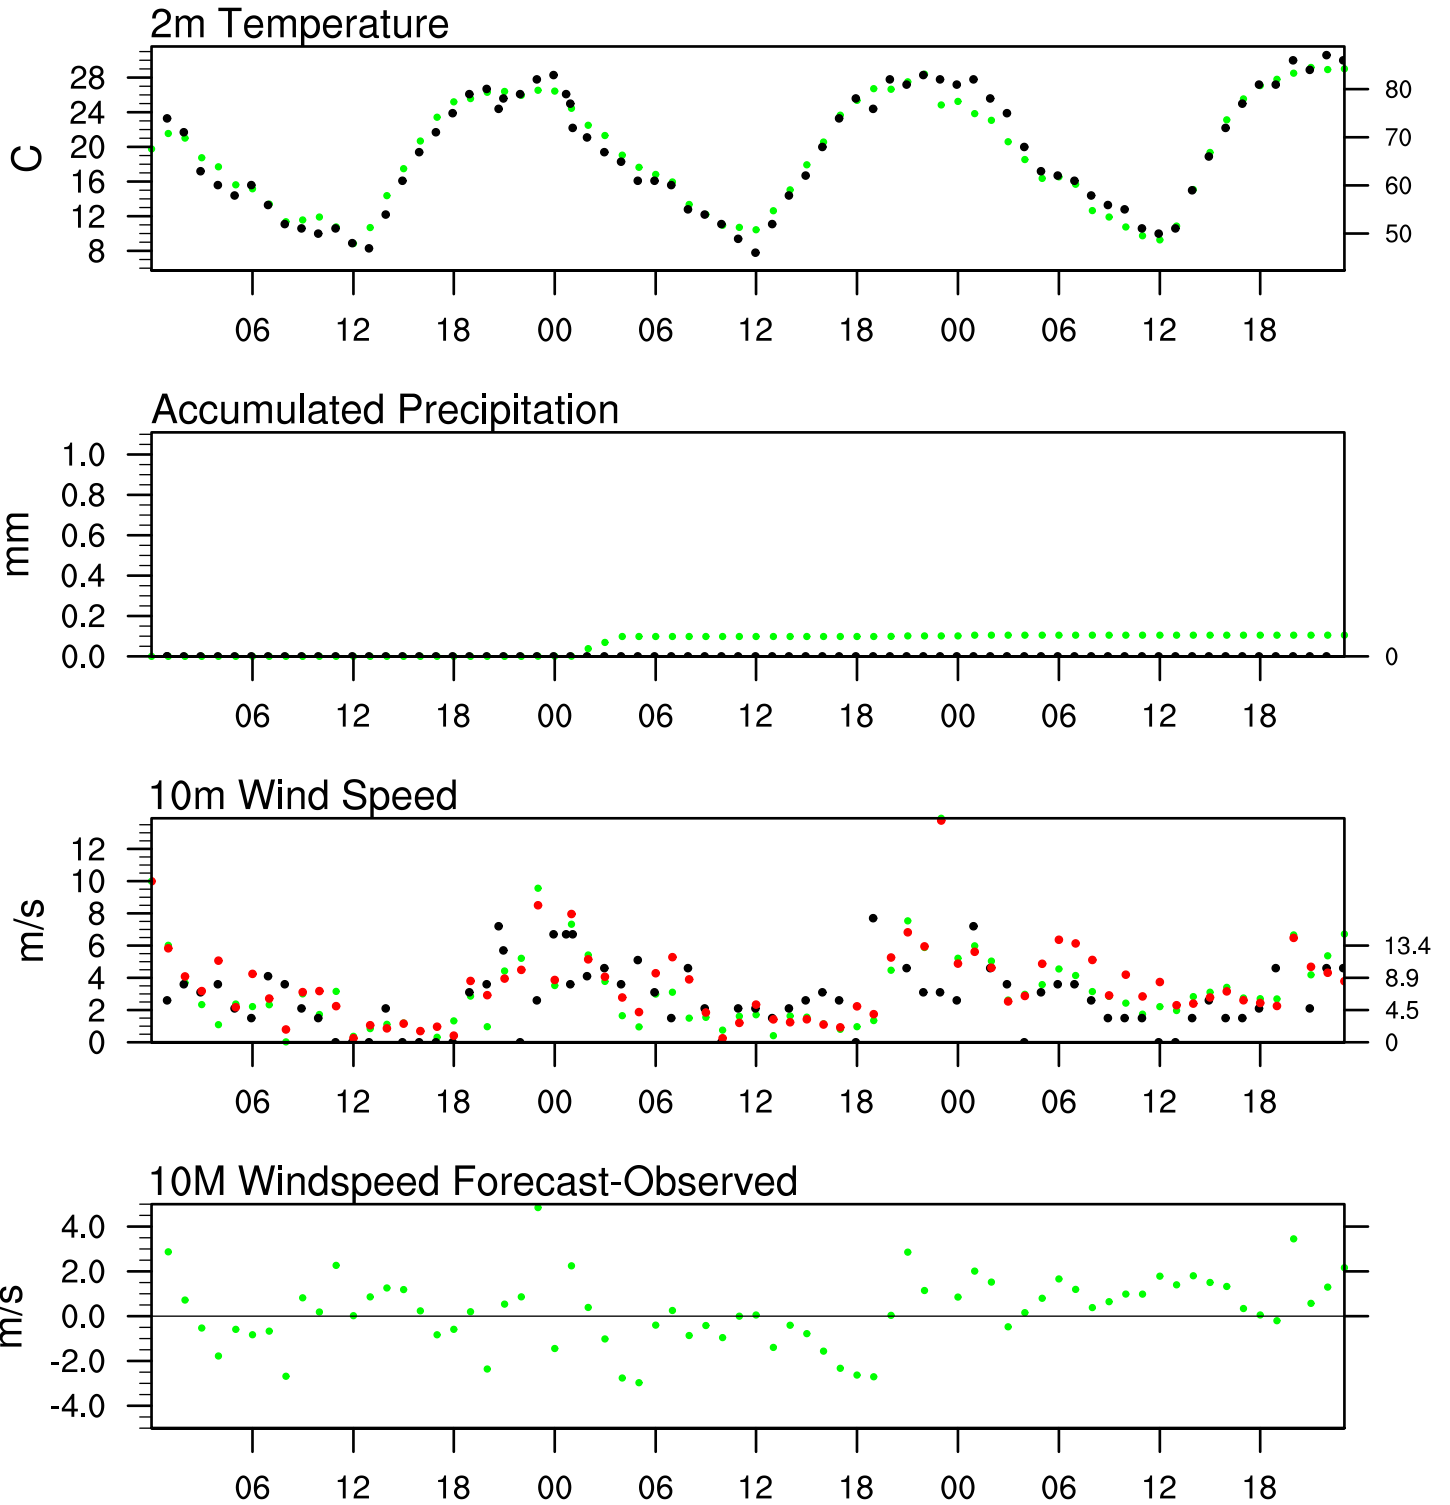 2m Temperature
28
24
20
16
12
8
C
80
70
60
50
06 12 18 00 06 12 18 00 06 12 18
Accumulated Precipitation
1.0
0.8
0.6
0.4
0.2
0.0
mm
0
06 12 18 00 06 12 18 00 06 12 18
10m Wind Speed
12
10
8
6
4
2
0
m/s
13.4
8.9
4.5
0
06 12 18 00 06 12 18 00 06 12 18
10M Windspeed Forecast-Observed
4.0
2.0
0.0
-2.0
-4.0
m/s
06 12 18 00 06 12 18 00 06 12 18